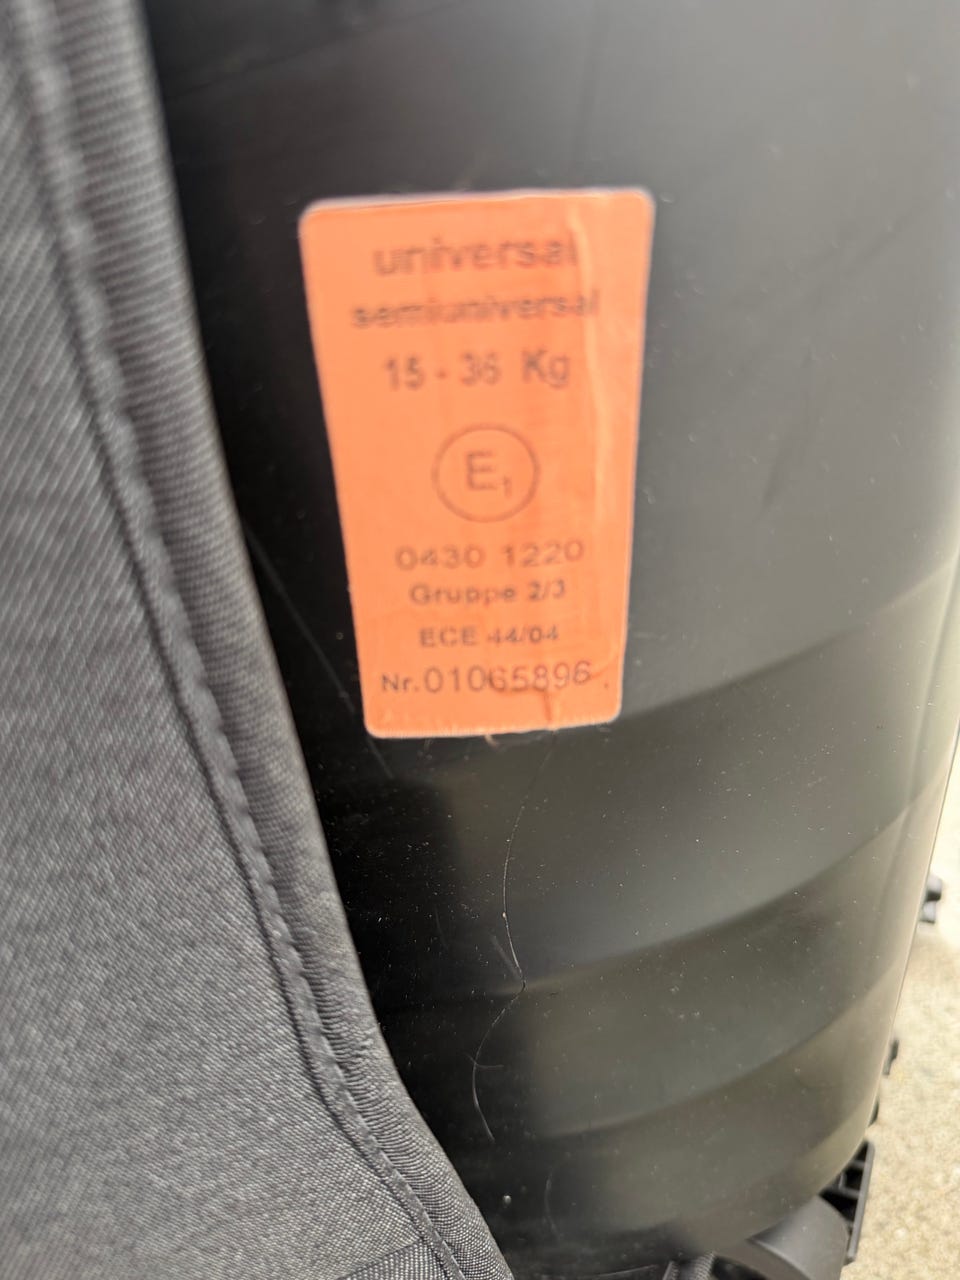 universal
semiuniversal
15 - 36 Kg
E1
0430 1220
Gruppe 2/3
ECE 44/04
Nr. 01065896